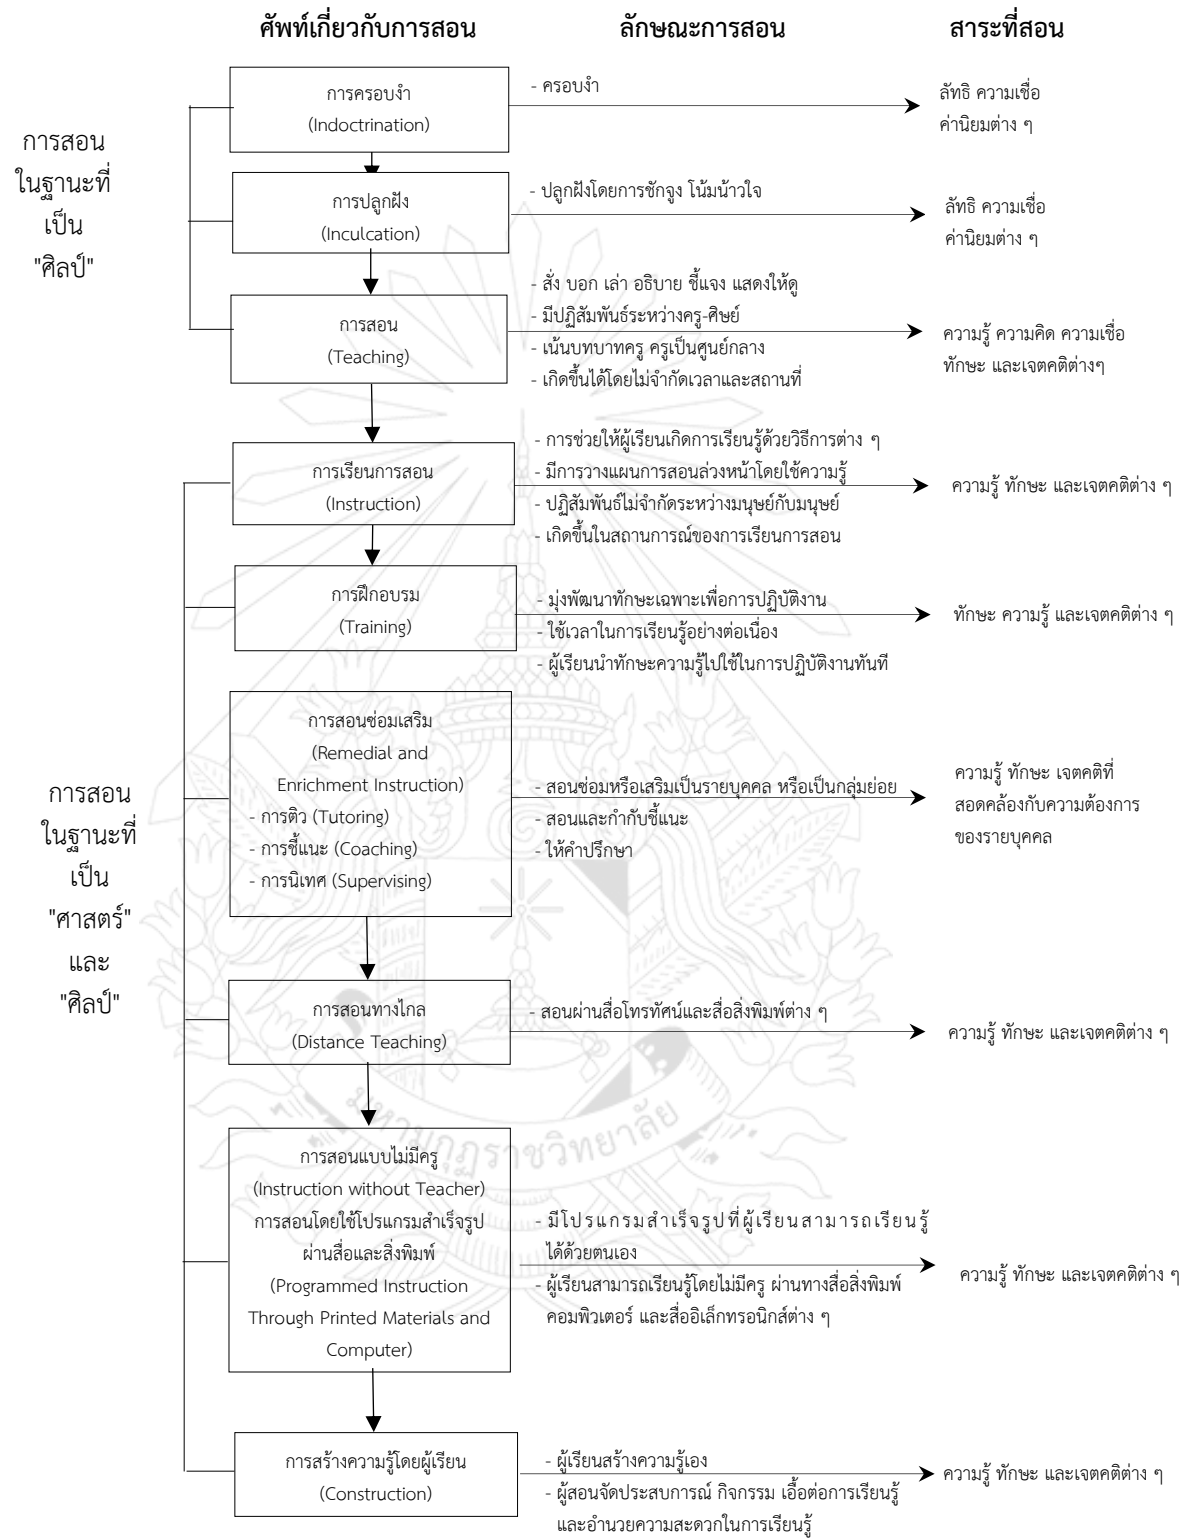 ศัพท์เกี่ยวกับการสอน
ลักษณะการสอน
สาระที่สอน
การสอน
ในฐานะที่
เป็น
"ศิลป์"
การครอบงำ
(Indoctrination)
- ครอบงำ
ลัทธิ ความเชื่อ
ค่านิยมต่าง ๆ
การปลูกฝัง
(Inculcation)
- ปลูกฝังโดยการชักจูง โน้มน้าวใจ
ลัทธิ ความเชื่อ
ค่านิยมต่าง ๆ
การสอน
(Teaching)
- สั่ง บอก เล่า อธิบาย ชี้แจง แสดงให้ดู
- มีปฏิสัมพันธ์ระหว่างครู-ศิษย์
- เน้นบทบาทครู ครูเป็นศูนย์กลาง
- เกิดขึ้นได้โดยไม่จำกัดเวลาและสถานที่
ความรู้ ความคิด ความเชื่อ
ทักษะ และเจตคติต่างๆ
การสอน
ในฐานะที่
เป็น
"ศาสตร์"
และ
"ศิลป์"
การเรียนการสอน
(Instruction)
- การช่วยให้ผู้เรียนเกิดการเรียนรู้ด้วยวิธีการต่าง ๆ
- มีการวางแผนการสอนล่วงหน้าโดยใช้ความรู้
- ปฏิสัมพันธ์ไม่จำกัดระหว่างมนุษย์กับมนุษย์
- เกิดขึ้นในสถานการณ์ของการเรียนการสอน
ความรู้ ทักษะ และเจตคติต่าง ๆ
การฝึกอบรม
(Training)
- มุ่งพัฒนาทักษะเฉพาะเพื่อการปฏิบัติงาน
- ใช้เวลาในการเรียนรู้อย่างต่อเนื่อง
- ผู้เรียนนำทักษะความรู้ไปใช้ในการปฏิบัติงานทันที
ทักษะ ความรู้ และเจตคติต่าง ๆ
การสอนซ่อมเสริม
(Remedial and
Enrichment Instruction)
- การติว (Tutoring)
- การชี้แนะ (Coaching)
- การนิเทศ (Supervising)
- สอนซ่อมหรือเสริมเป็นรายบุคคล หรือเป็นกลุ่มย่อย
- สอนและกำกับชี้แนะ
- ให้คำปรึกษา
ความรู้ ทักษะ เจตคติที่
สอดคล้องกับความต้องการ
ของรายบุคคล
การสอนทางไกล
(Distance Teaching)
- สอนผ่านสื่อโทรทัศน์และสื่อสิ่งพิมพ์ต่าง ๆ
ความรู้ ทักษะ และเจตคติต่าง ๆ
มหามกุฏราชวิทยาลัย
การสอนแบบไม่มีครู
(Instruction without Teacher)
การสอนโดยใช้โปรแกรมสำเร็จรูป
ผ่านสื่อและสิ่งพิมพ์
(Programmed Instruction
Through Printed Materials and
Computer)
- มีโปรแกรมสำเร็จรูปที่ผู้เรียนสามารถเรียนรู้
ได้ด้วยตนเอง
- ผู้เรียนสามารถเรียนรู้โดยไม่มีครู ผ่านทางสื่อสิ่งพิมพ์
คอมพิวเตอร์ และสื่ออิเล็กทรอนิกส์ต่าง ๆ
ความรู้ ทักษะ และเจตคติต่าง ๆ
การสร้างความรู้โดยผู้เรียน
(Construction)
- ผู้เรียนสร้างความรู้เอง
- ผู้สอนจัดประสบการณ์ กิจกรรม เอื้อต่อการเรียนรู้
และอำนวยความสะดวกในการเรียนรู้
ความรู้ ทักษะ และเจตคติต่าง ๆ